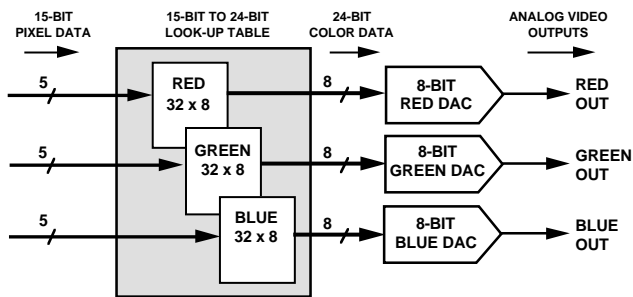 15-BIT
PIXEL DATA
15-BIT TO 24-BIT
LOOK-UP TABLE
24-BIT
COLOR DATA
ANALOG VIDEO
OUTPUTS
5
RED
32 x 8
8
8-BIT
RED DAC
RED
OUT
5
GREEN
32 x 8
8
8-BIT
GREEN DAC
GREEN
OUT
5
BLUE
32 x 8
8
8-BIT
BLUE DAC
BLUE
OUT